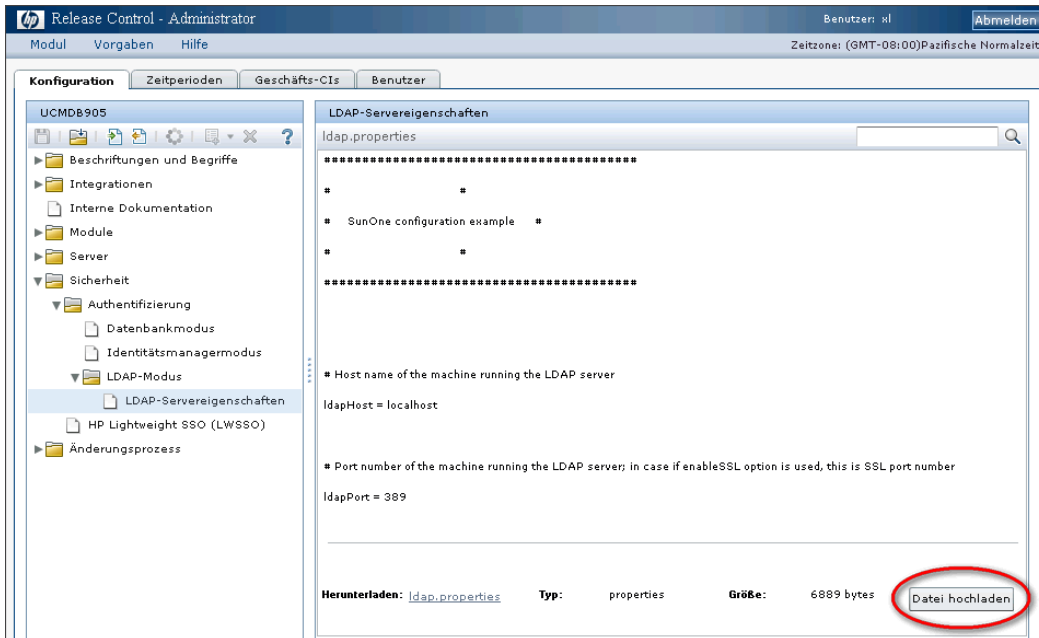 hp Release Control - Administrator Benutzer: xl Abmelden
Modul Vorgaben Hilfe Zeitzone: (GMT-08:00)Pazifische Normalzeit
Konfiguration Zeitperioden Geschäfts-CIs Benutzer
UCMDB905
?
Beschriftungen und Begriffe
Integrationen
Interne Dokumentation
Module
Server
Sicherheit
Authentifizierung
Datenbankmodus
Identitätsmanagermodus
LDAP-Modus
LDAP-Servereigenschaften
HP Lightweight SSO (LWSSO)
Änderungsprozess
LDAP-Servereigenschaften
ldap.properties
##########################################
# #
# SunOne configuration example #
# #
##########################################
# Host name of the machine running the LDAP server
ldapHost = localhost
# Port number of the machine running the LDAP server; in case if enableSSL option is used, this is SSL port number
ldapPort = 389
Herunterladen: ldap.properties Typ: properties Größe: 6889 bytes Datei hochladen